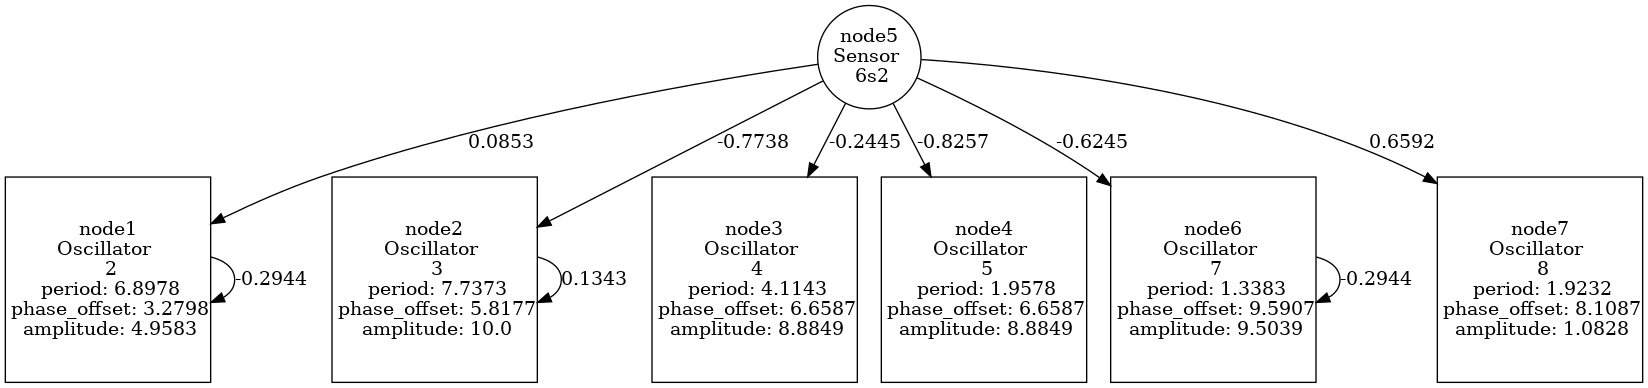 node5
Sensor
6s2
0.0853
-0.7738
-0.2445
-0.8257
-0.6245
0.6592
node1
Oscillator
2
period: 6.8978
phase_offset: 3.2798
amplitude: 4.9583
-0.2944
node2
Oscillator
3
period: 7.7373
phase_offset: 5.8177
amplitude: 10.0
0.1343
node3
Oscillator
4
period: 4.1143
phase_offset: 6.6587
amplitude: 8.8849
node4
Oscillator
5
period: 1.9578
phase_offset: 6.6587
amplitude: 8.8849
node6
Oscillator
7
period: 1.3383
phase_offset: 9.5907
amplitude: 9.5039
-0.2944
node7
Oscillator
8
period: 1.9232
phase_offset: 8.1087
amplitude: 1.0828